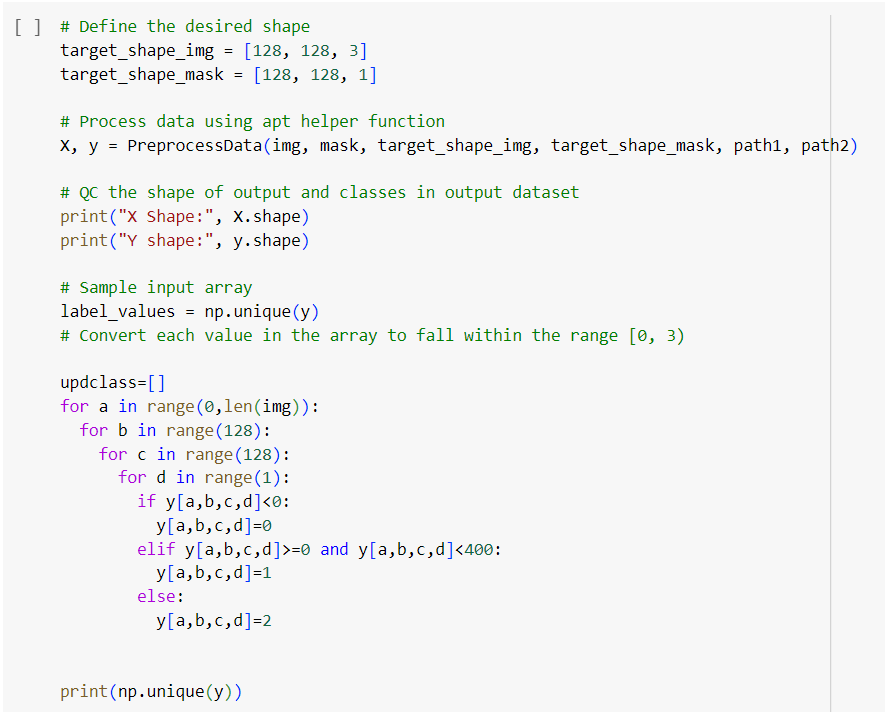 [ ] # Define the desired shape
target_shape_img = [128, 128, 3]
target_shape_mask = [128, 128, 1]

# Process data using apt helper function
X, y = PreprocessData(img, mask, target_shape_img, target_shape_mask, path1, path2)

# QC the shape of output and classes in output dataset
print("X Shape:", X.shape)
print("Y shape:", y.shape)

# Sample input array
label_values = np.unique(y)
# Convert each value in the array to fall within the range [0, 3)

updclass=[]
for a in range(0,len(img)):
  for b in range(128):
    for c in range(128):
      for d in range(1):
        if y[a,b,c,d]<0:
          y[a,b,c,d]=0
        elif y[a,b,c,d]>=0 and y[a,b,c,d]<400:
          y[a,b,c,d]=1
        else:
          y[a,b,c,d]=2

print(np.unique(y))